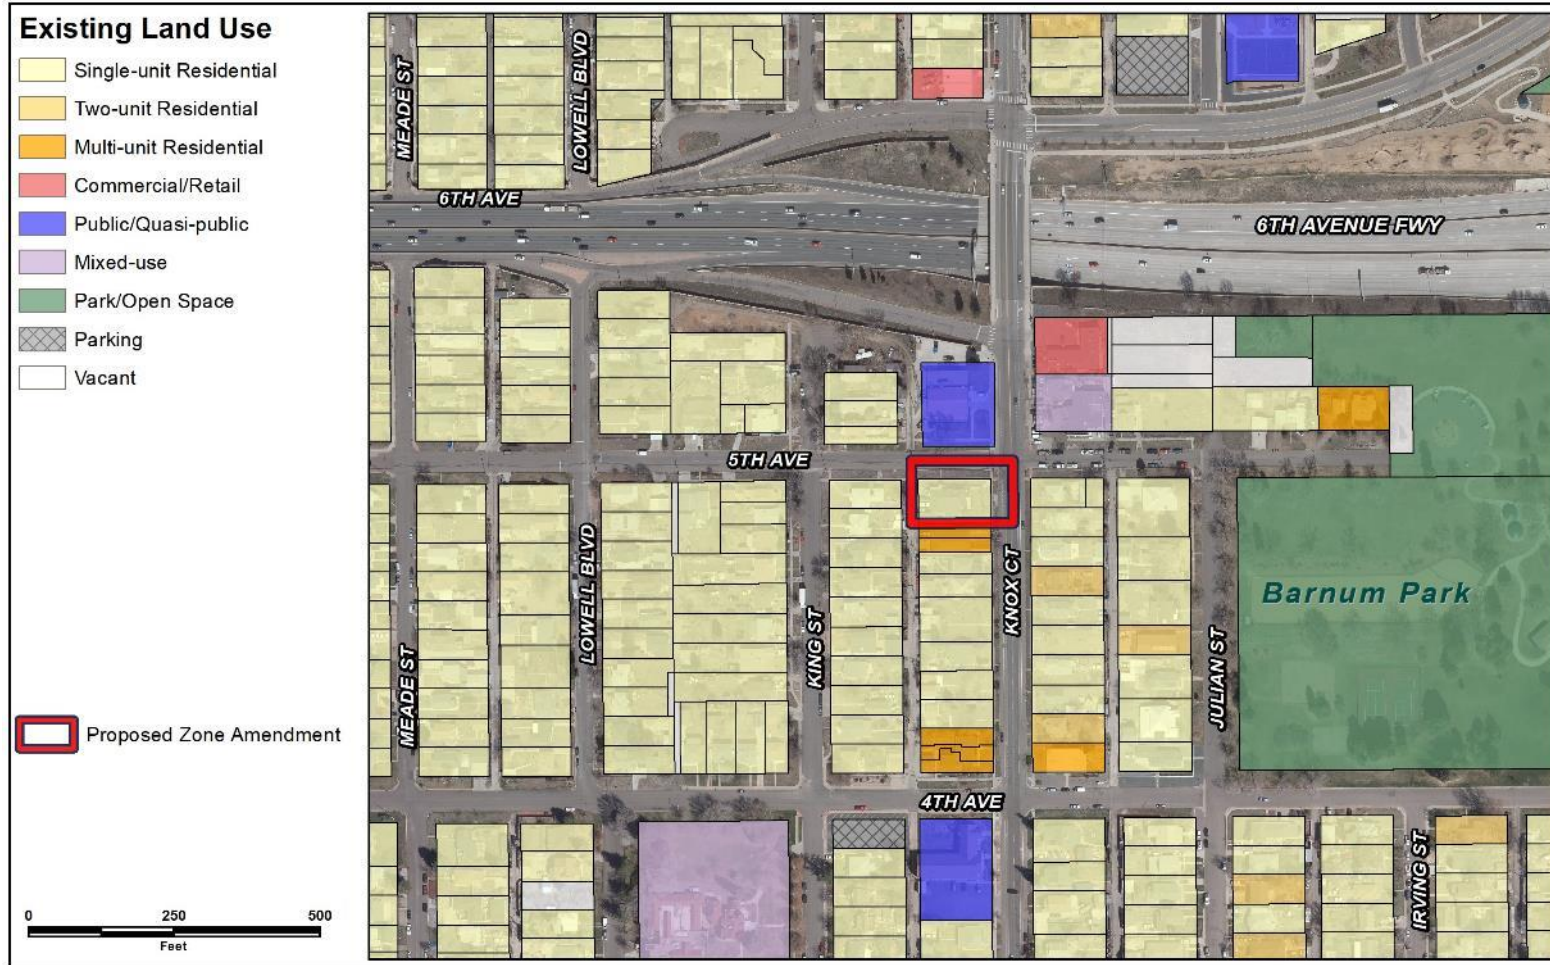 Existing Land Use
Single-unit Residential
Two-unit Residential
Multi-unit Residential
Commercial/Retail
Public/Quasi-public
Mixed-use
Park/Open Space
Parking
Vacant
Proposed Zone Amendment
0 250 500
Feet
MEADE ST
LOWELL BLVD
6TH AVE
6TH AVENUE FWY
5TH AVE
LOWELL BLVD
MEADE ST
KING ST
KNOX CT
JULIAN ST
Barnum Park
4TH AVE
IRVING ST